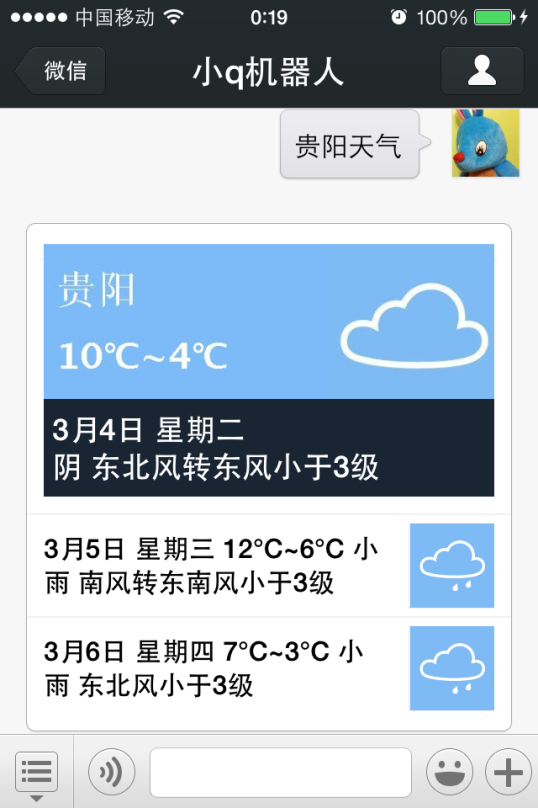 中国移动 0:19 100%
微信 小q机器人
贵阳天气
贵阳
10℃~4℃
3月4日 星期二
阴 东北风转东风小于3级
3月5日 星期三 12°C~6°C 小
雨 南风转东南风小于3级
3月6日 星期四 7°C~3°C 小
雨 东北风小于3级